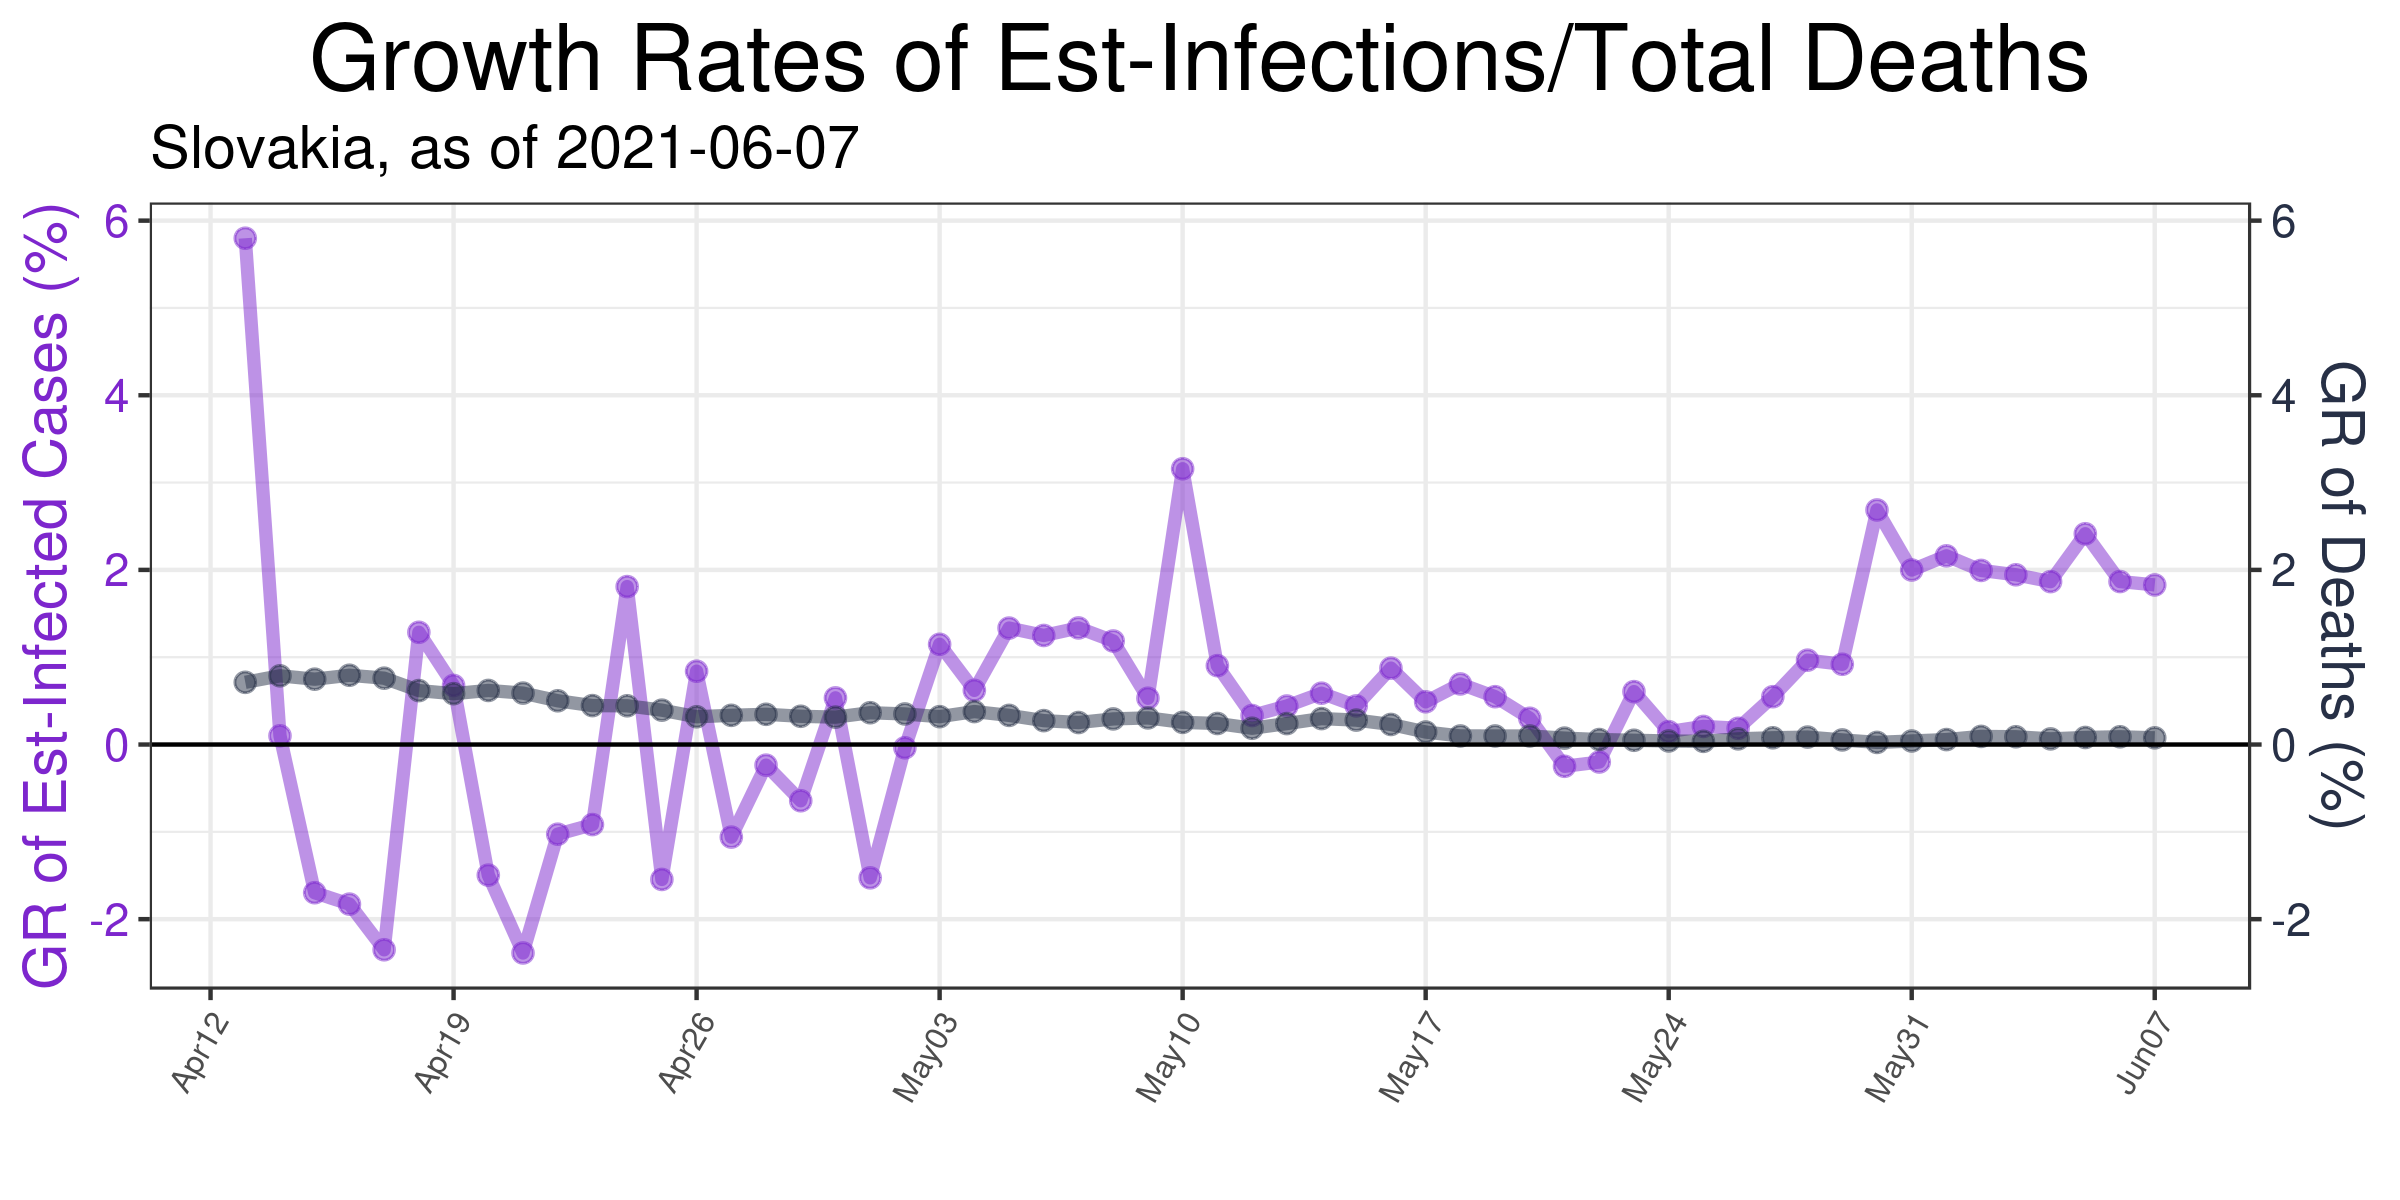 Growth Rates of Est-Infections/Total Deaths
Slovakia, as of 2021-06-07
GR of Est-Infected Cases (%)
6
4
2
0
-2
6
4
2
0
-2
GR of Deaths (%)
Apr12
Apr19
Apr26
May03
May10
May17
May24
May31
Jun07